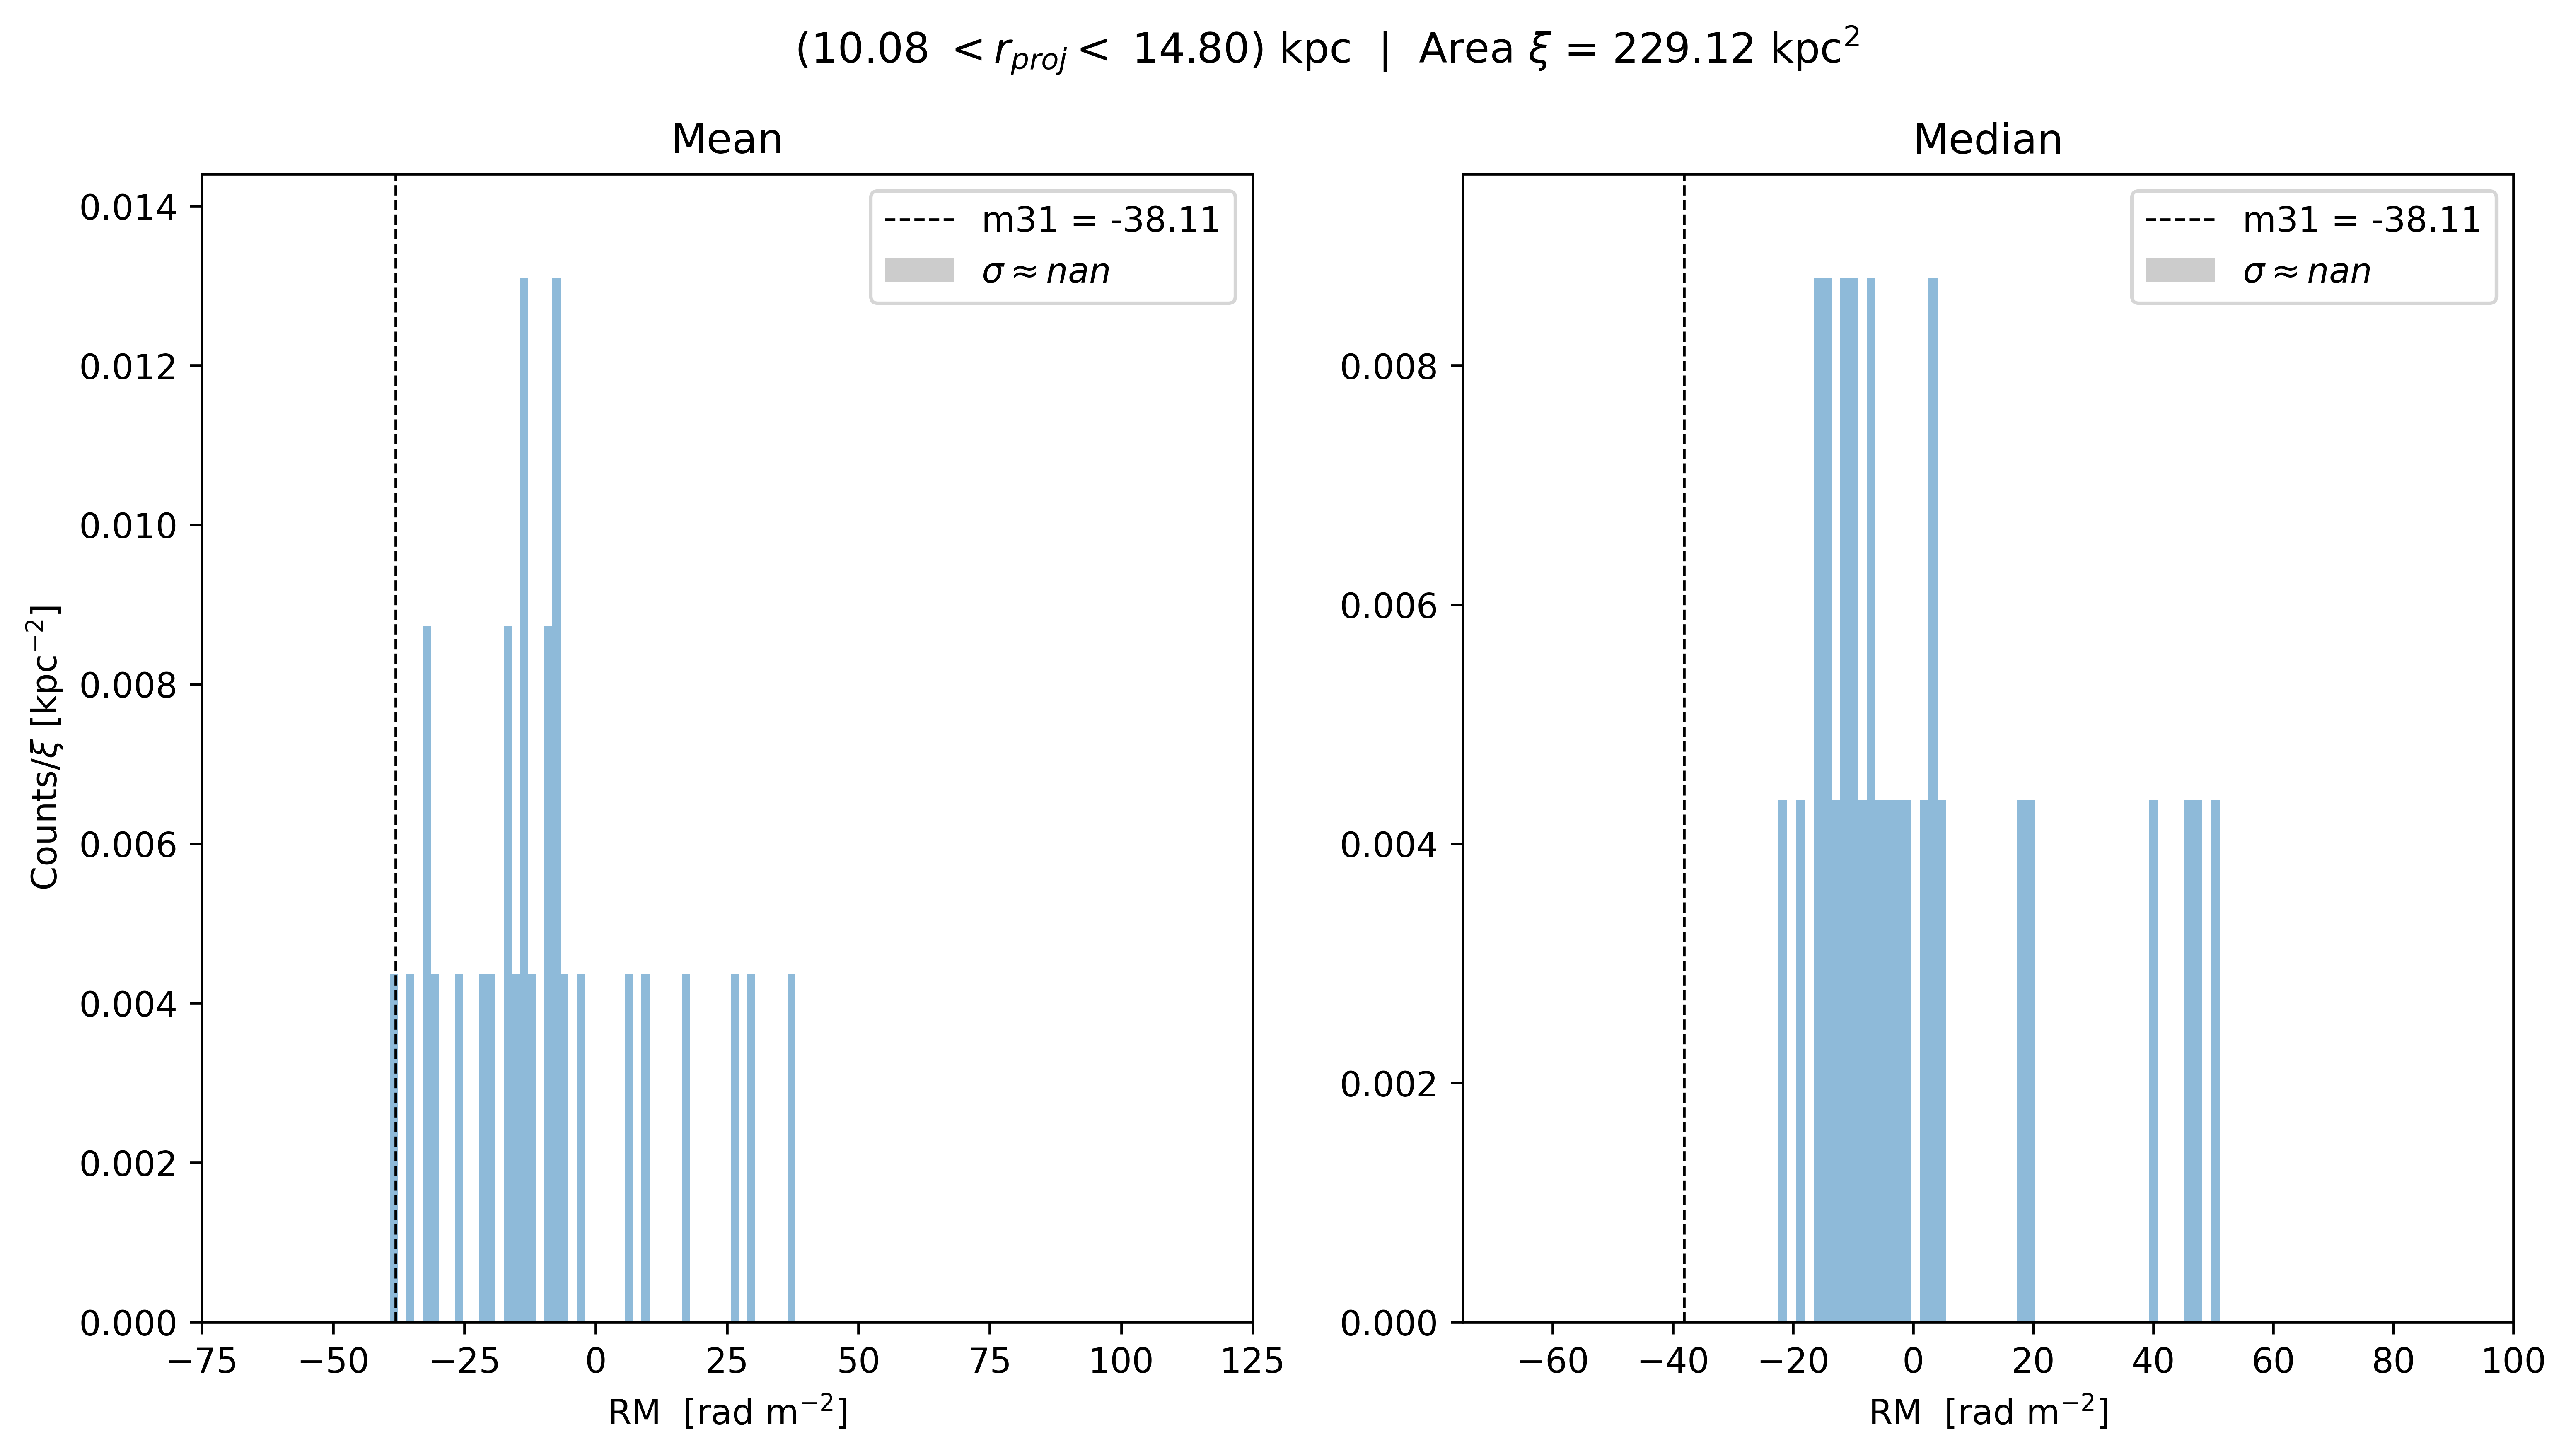 (10.08 < r_proj < 14.80) kpc | Area ξ = 229.12 kpc²
Mean
m31 = -38.11
σ ≈ nan
0.014
0.012
0.010
0.008
0.006
0.004
0.002
0.000
Counts/ξ [kpc⁻²]
−75 −50 −25 0 25 50 75 100 125
RM [rad m⁻²]
Median
m31 = -38.11
σ ≈ nan
0.008
0.006
0.004
0.002
0.000
−60 −40 −20 0 20 40 60 80 100
RM [rad m⁻²]